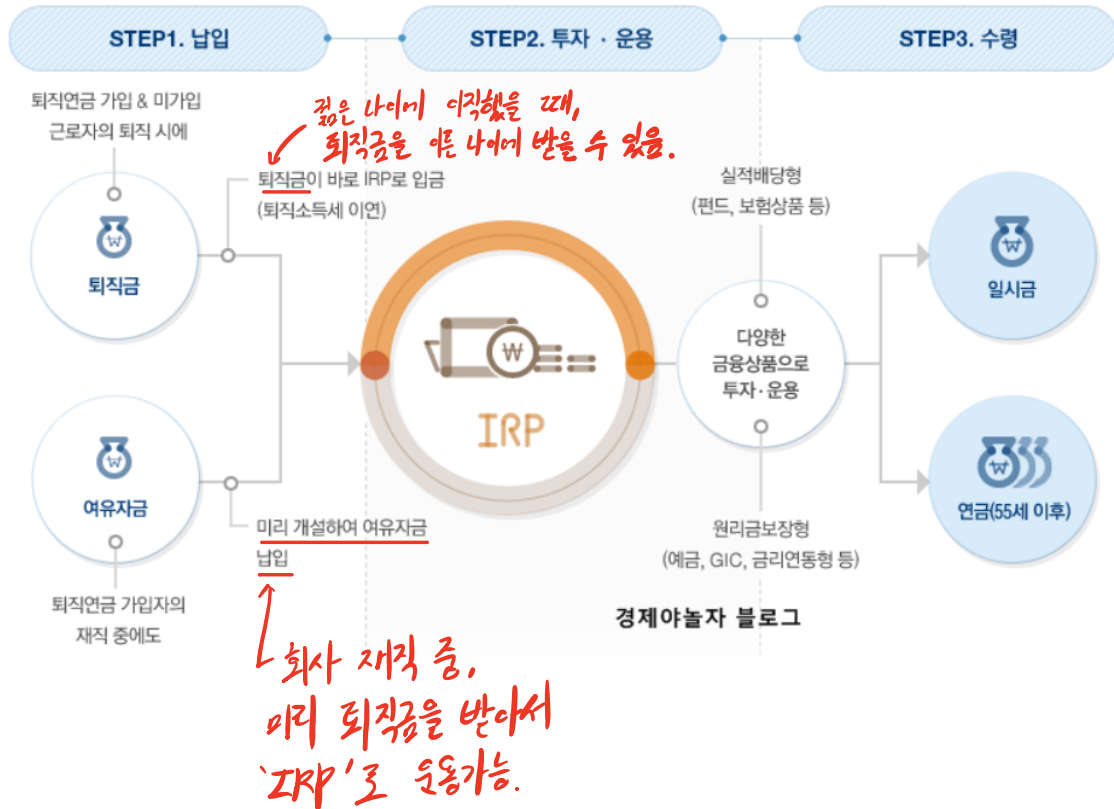 STEP1. 납입
STEP2. 투자 · 운용
STEP3. 수령
퇴직연금 가입 & 미가입
근로자의 퇴직 시에
젊은 나이에 이직했을 때,
퇴직금을 이른 나이에 받을 수 있음.
퇴직금이 바로 IRP로 입금
(퇴직소득세 이연)
₩
퇴직금
₩
여유자금
미리 개설하여 여유자금
납입
퇴직연금 가입자의
재직 중에도
회사 재직 중,
미리 퇴직금을 받아서
'IRP'로 운용가능.
₩
IRP
실적배당형
(펀드, 보험상품 등)
다양한
금융상품으로
투자·운용
원리금보장형
(예금, GIC, 금리연동형 등)
경제야놀자 블로그
₩
일시금
₩
연금(55세 이후)